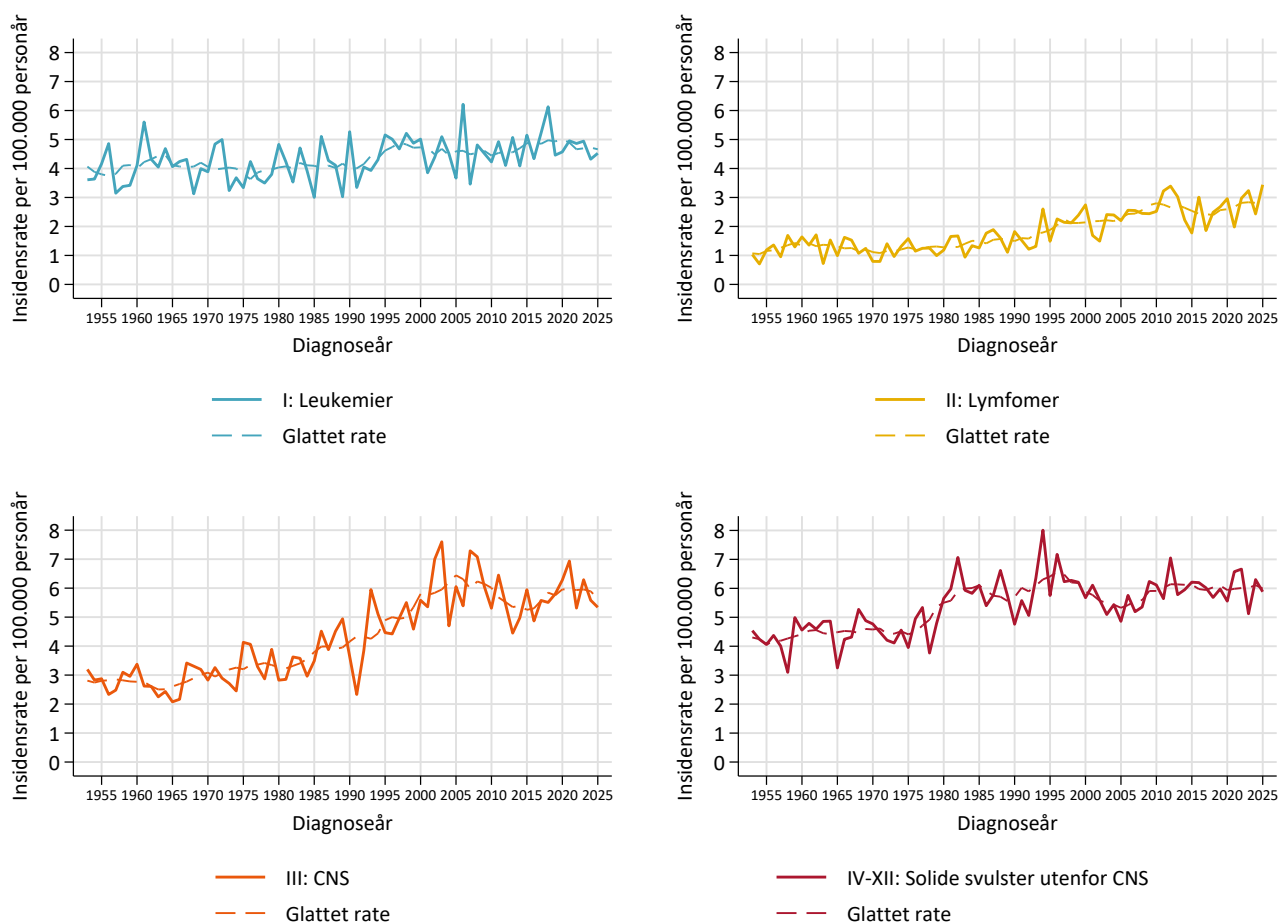 Insidensrate per 100.000 personår
8
7
6
5
4
3
2
1
0
1955 1960 1965 1970 1975 1980 1985 1990 1995 2000 2005 2010 2015 2020 2025
Diagnoseår
I: Leukemier
Glattet rate
Insidensrate per 100.000 personår
8
7
6
5
4
3
2
1
0
1955 1960 1965 1970 1975 1980 1985 1990 1995 2000 2005 2010 2015 2020 2025
Diagnoseår
II: Lymfomer
Glattet rate
Insidensrate per 100.000 personår
8
7
6
5
4
3
2
1
0
1955 1960 1965 1970 1975 1980 1985 1990 1995 2000 2005 2010 2015 2020 2025
Diagnoseår
III: CNS
Glattet rate
Insidensrate per 100.000 personår
8
7
6
5
4
3
2
1
0
1955 1960 1965 1970 1975 1980 1985 1990 1995 2000 2005 2010 2015 2020 2025
Diagnoseår
IV-XII: Solide svulster utenfor CNS
Glattet rate